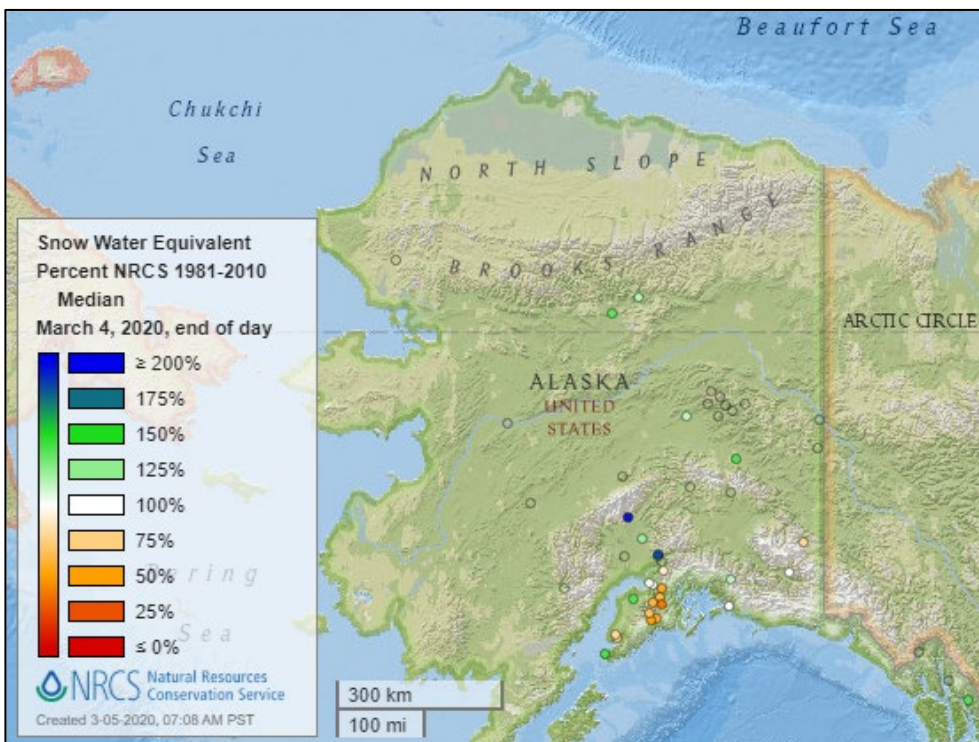 Beaufort Sea
Chukchi
Sea
NORTH SLOPE
BROOKS RANGE
ARCTIC CIRCLE
ALASKA
UNITED
STATES
Bering
Sea
Snow Water Equivalent
Percent NRCS 1981-2010
Median
March 4, 2020, end of day
≥ 200%
175%
150%
125%
100%
75%
50%
25%
≤ 0%
NRCS Natural Resources
Conservation Service
Created 3-05-2020, 07:08 AM PST
300 km
100 mi